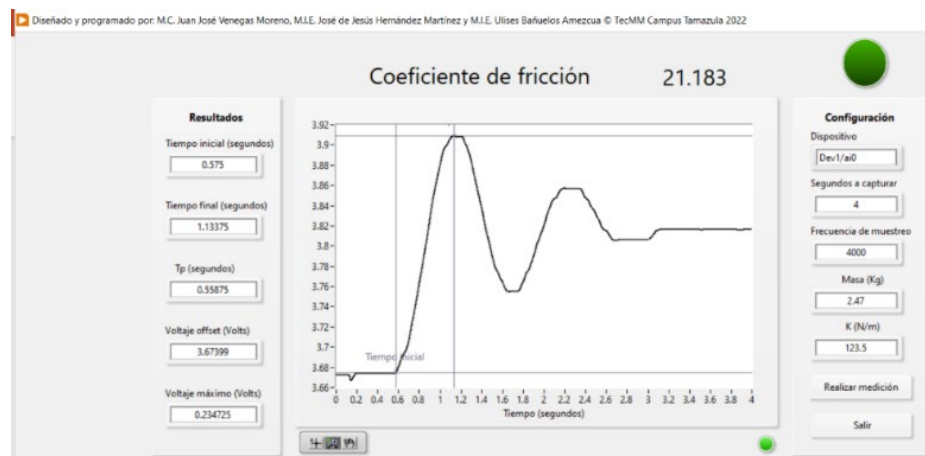 Diseñado y programado por: M.C. Juan José Venegas Moreno, M.I.E. José de Jesús Hernández Martínez y M.I.E. Ulises Bañuelos Amezcua © TecMM Campus Tamazula 2022
Coeficiente de fricción 21.183
Resultados
Tiempo inicial (segundos)
0.575
Tiempo final (segundos)
1.13375
Tp (segundos)
0.55875
Voltaje offset (Volts)
3.67399
Voltaje máximo (Volts)
0.234725
3.92
3.9
3.88
3.86
3.84
3.82
3.8
3.78
3.76
3.74
3.72
3.7
3.68
3.66
Tiempo inicial
0 0.2 0.4 0.6 0.8 1 1.2 1.4 1.6 1.8 2 2.2 2.4 2.6 2.8 3 3.2 3.4 3.6 3.8 4
Tiempo (segundos)
Configuración
Dispositivo
Dev1/ai0
Segundos a capturar
4
Frecuencia de muestreo
4000
Masa (Kg)
2.47
K (N/m)
123.5
Realizar medición
Salir